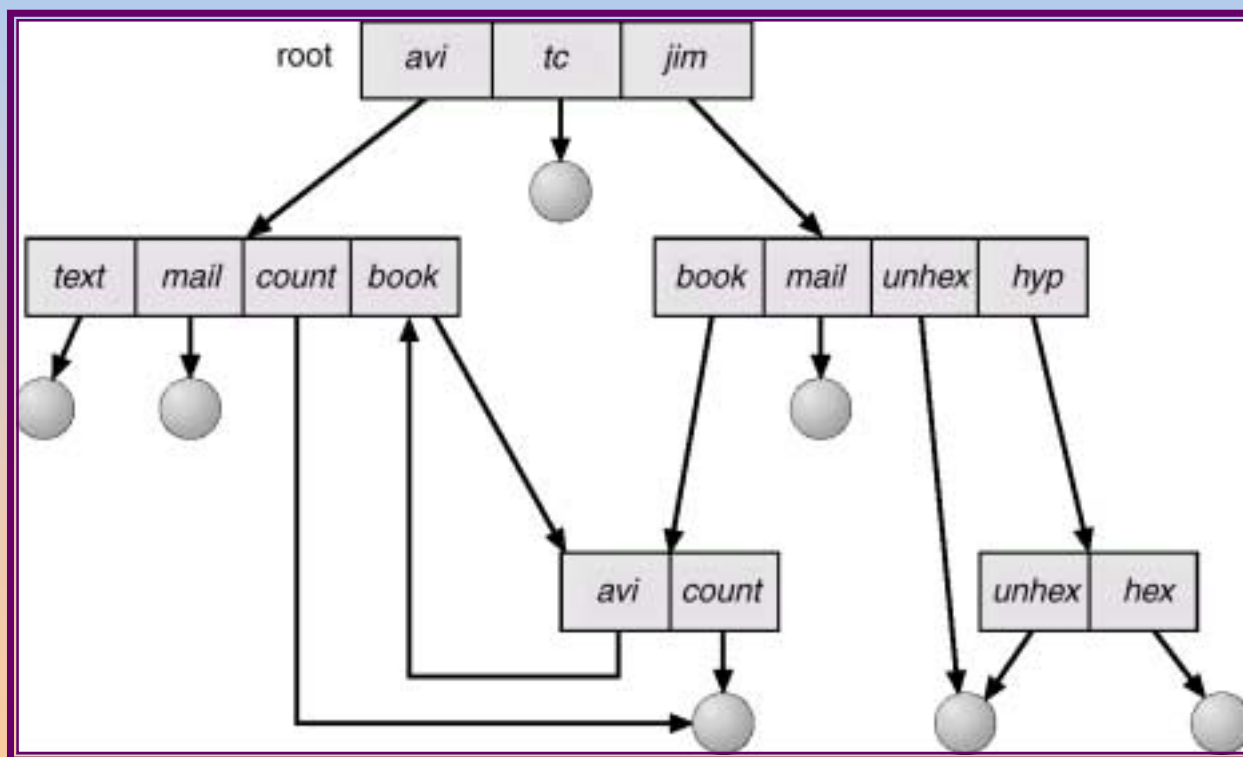 root avi tc jim
text mail count book book mail unhex hyp
avi count unhex hex